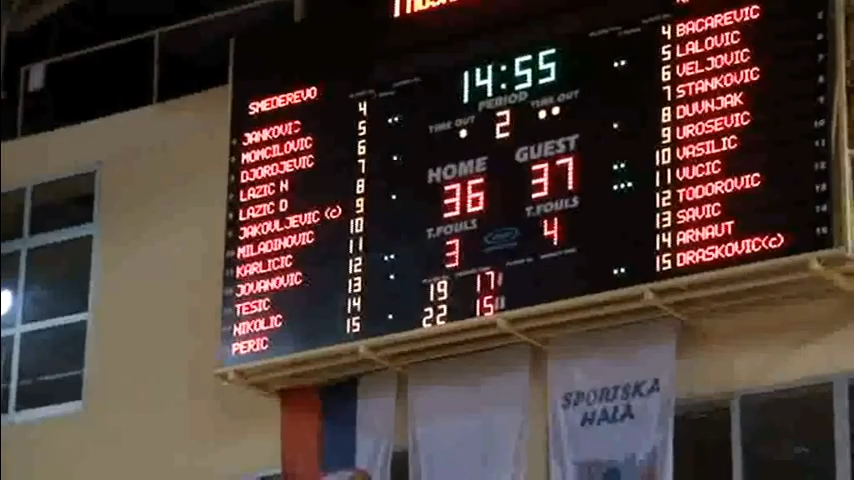 SMEDEREVO
JANKOVIC 4
MOMCILOVIC 5
DJORDJEVIC 6
LAZIC N 7
LAZIC D 8
JAKOVLJEVIC (c) 9
MILADINOVIC 10
KARLICIC 11
JOVANOVIC 12
TESIC 13
NIKOLIC 14
PERIC 15
14:55
PERIOD
TIME OUT 2 TIME OUT
HOME GUEST
36 37
T.FOULS T.FOULS
3 4
19 17
22 15
4 BACAREVIC
5 LALOVIC
6 VELJOVIC
7 STANKOVIC
8 DUVNJAK
9 UROSEVIC
10 VASILIC
11 VUCIC
12 TODOROVIC
13 SAVIC
14 ARNAUT
15 DRASKOVIC(c)
SPORTSKA
HALA